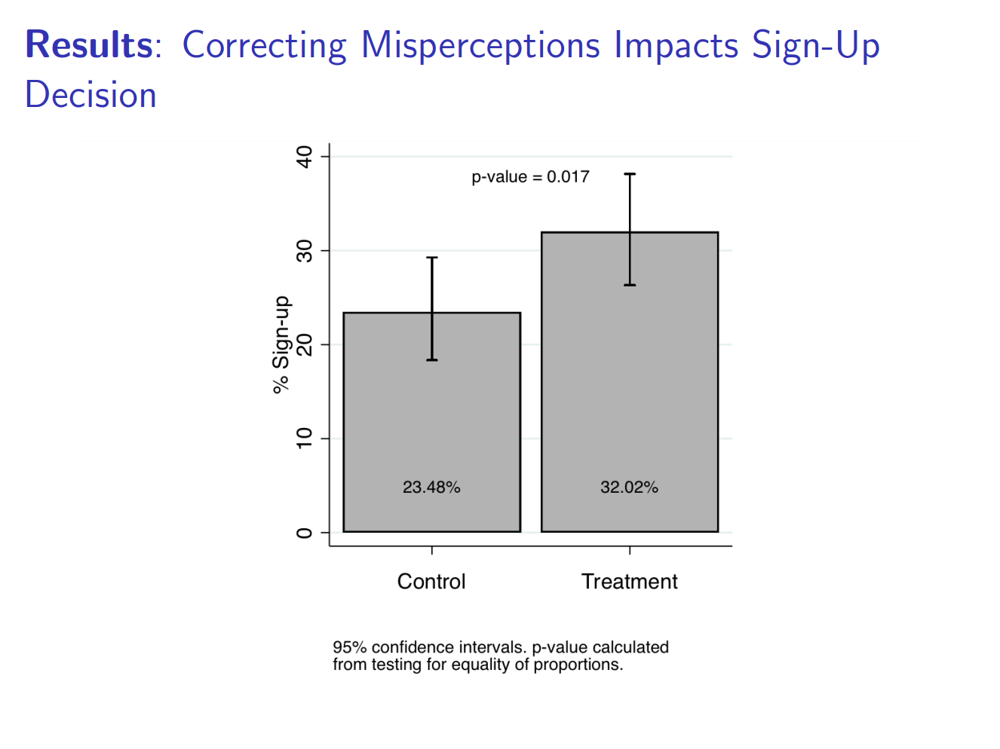 Results: Correcting Misperceptions Impacts Sign-Up
Decision
40
p-value = 0.017
30
% Sign-up
20
10
23.48%
32.02%
0
Control
Treatment
95% confidence intervals. p-value calculated
from testing for equality of proportions.